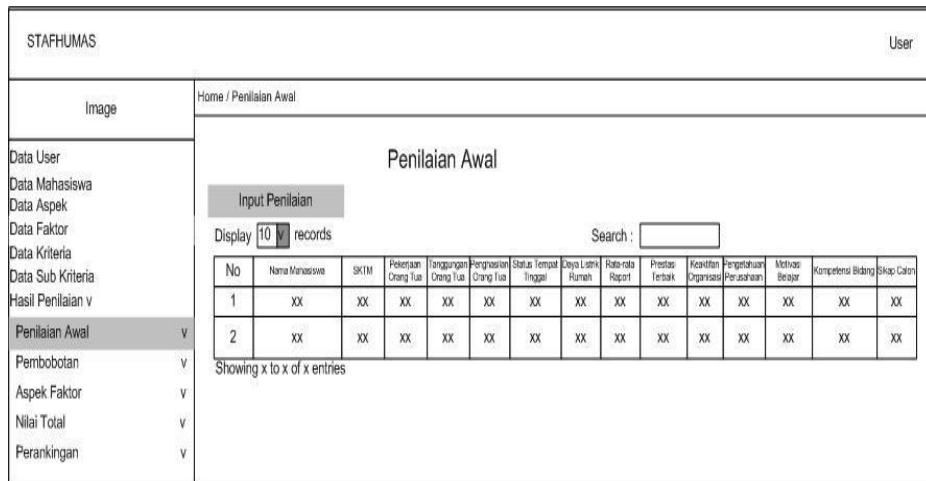 STAFHUMAS
User
Image
Home / Penilaian Awal
Data User
Data Mahasiswa
Data Aspek
Data Faktor
Data Kriteria
Data Sub Kriteria
Hasil Penilaian v
Penilaian Awal v
Pembobotan v
Aspek Faktor v
Nilai Total v
Perankingan v
Penilaian Awal
Input Penilaian
Display 10 v records
Search :
No Nama Mahasiswa SKTM Pekerjaan Orang Tua Tanggungan Orang Tua Penghasilan Orang Tua Status Tempat Tinggal Daya Listrik Rumah Rata-rata Raport Prestasi Terbaik Keaktifan Organisasi Pengetahuan Perusahaan Motivasi Belajar Kompetensi Bidang Sikap Calon
1 XX XX XX XX XX XX XX XX XX XX XX XX XX XX
2 XX XX XX XX XX XX XX XX XX XX XX XX XX XX
Showing x to x of x entries